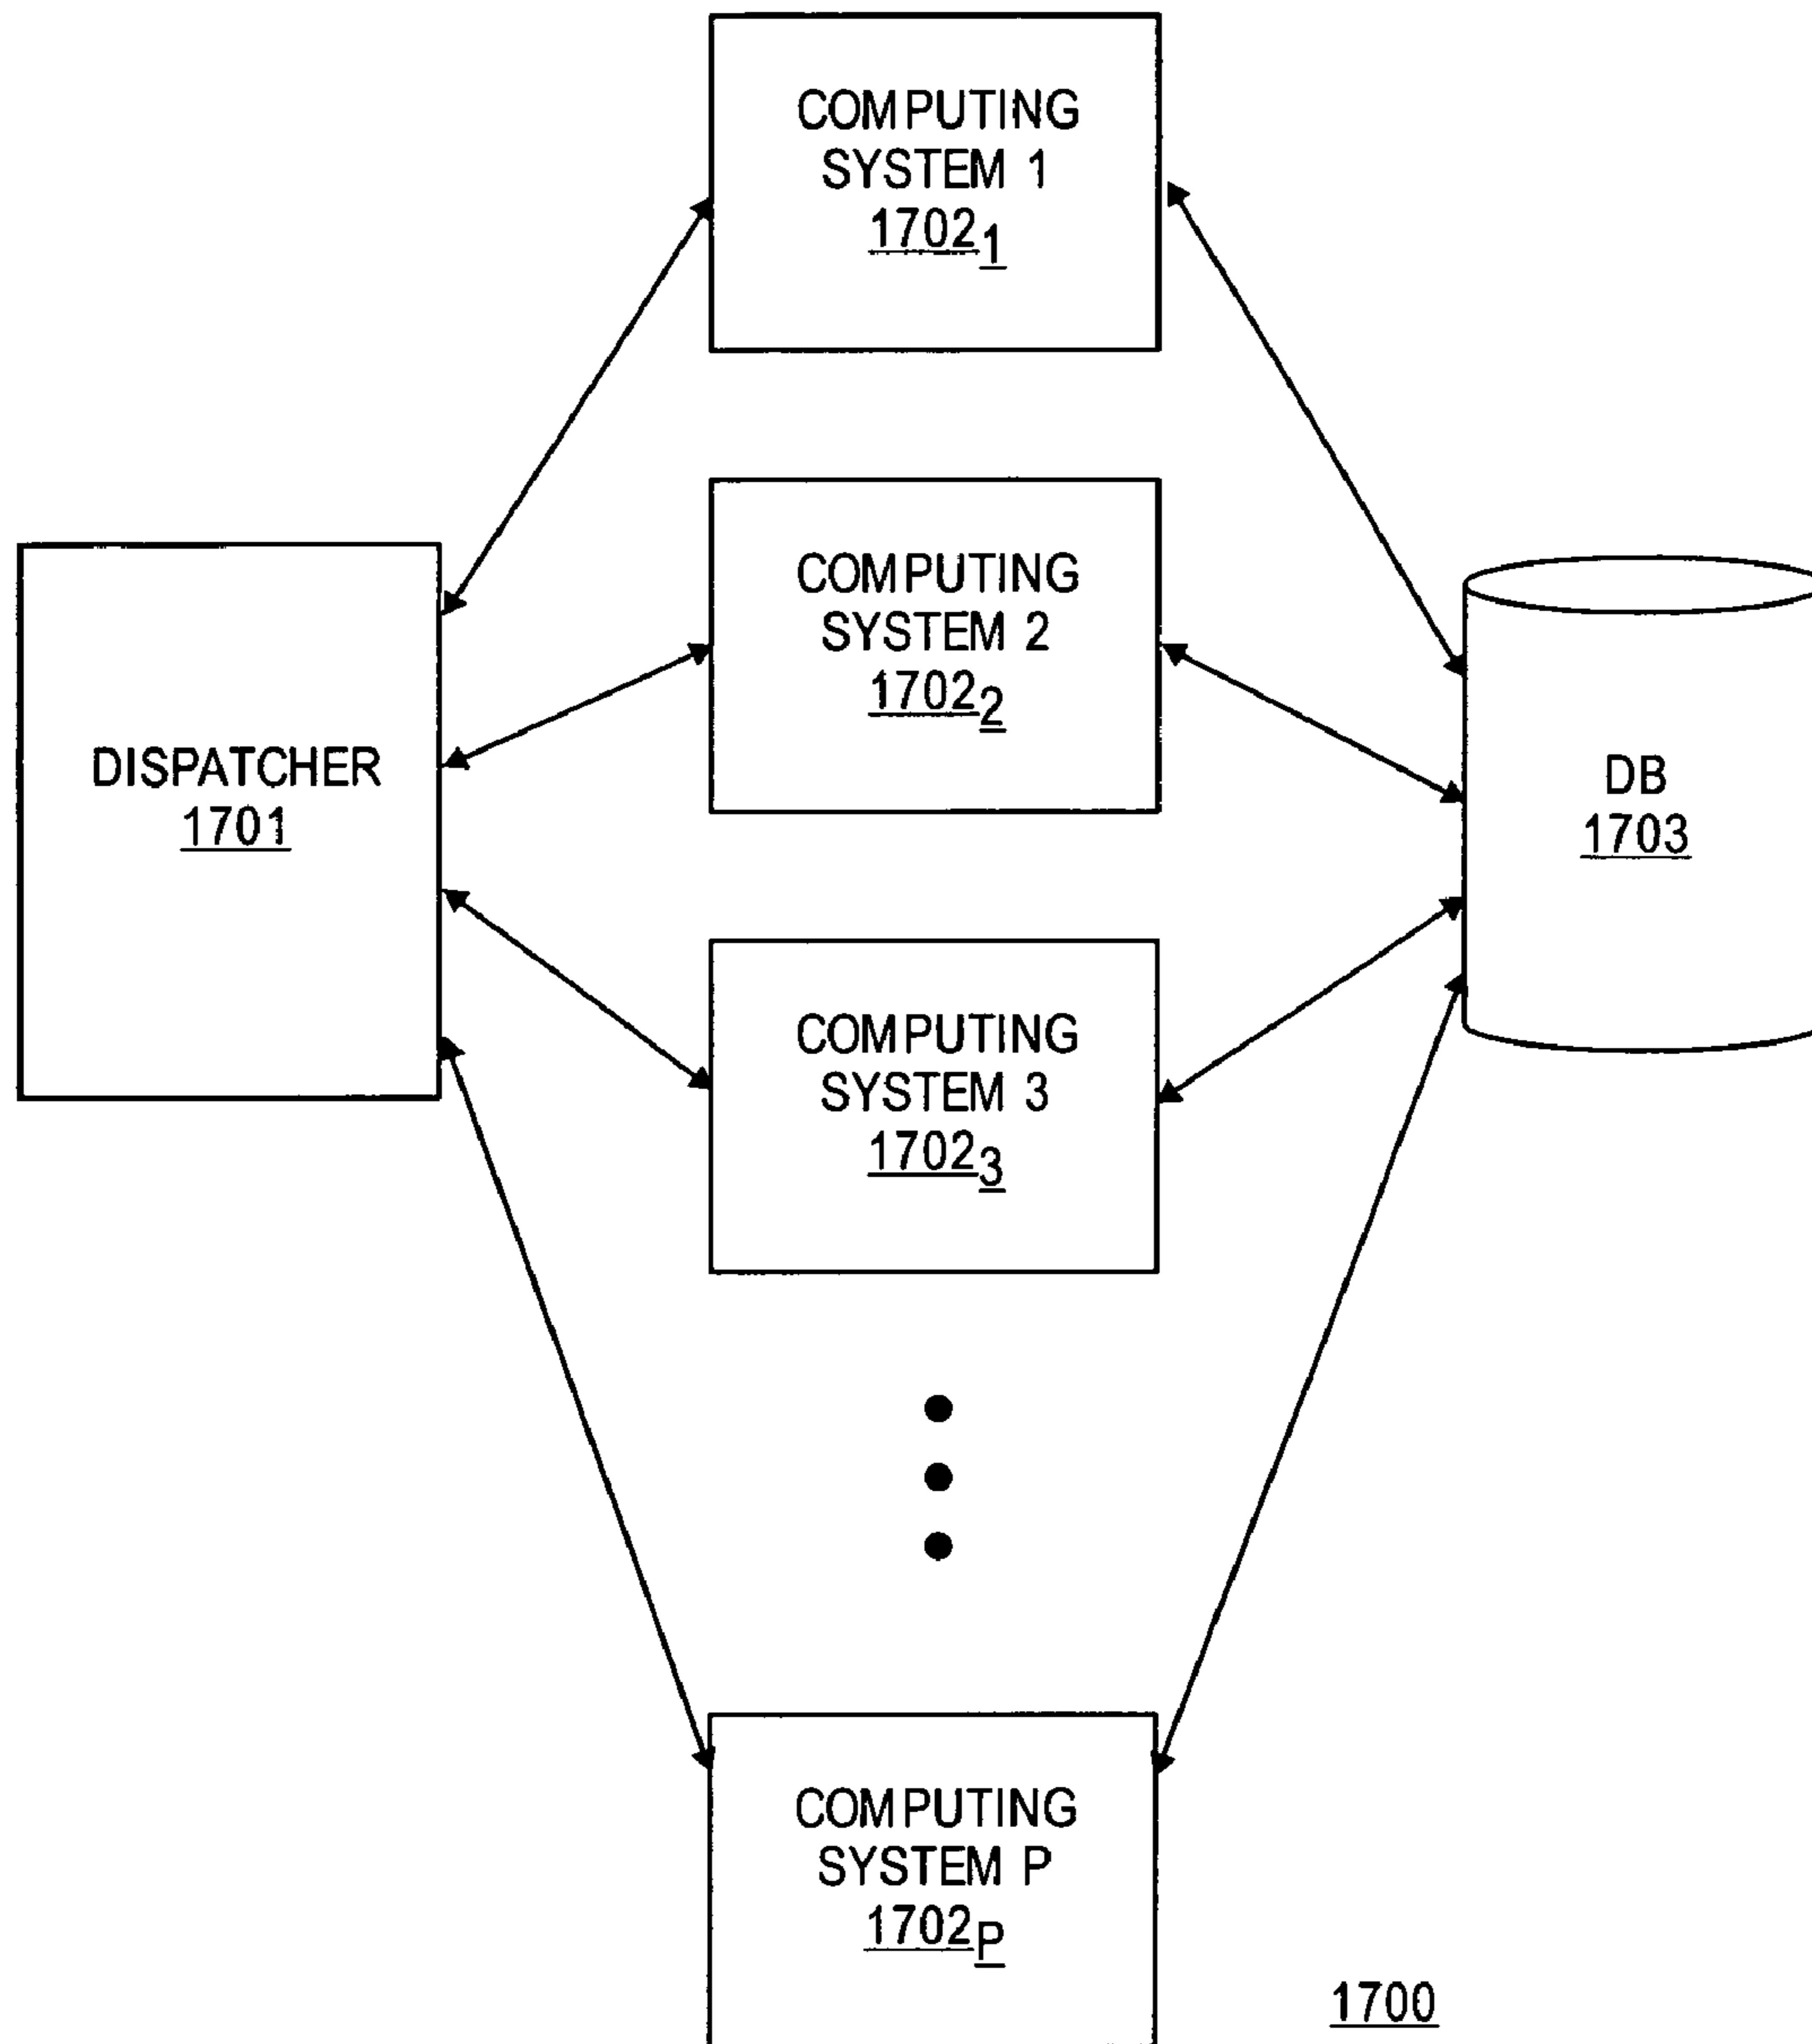 COMPUTING
SYSTEM 1
1702₁
COMPUTING
SYSTEM 2
1702₂
DISPATCHER
1701
DB
1703
COMPUTING
SYSTEM 3
1702₃
COMPUTING
SYSTEM P
1702P
1700